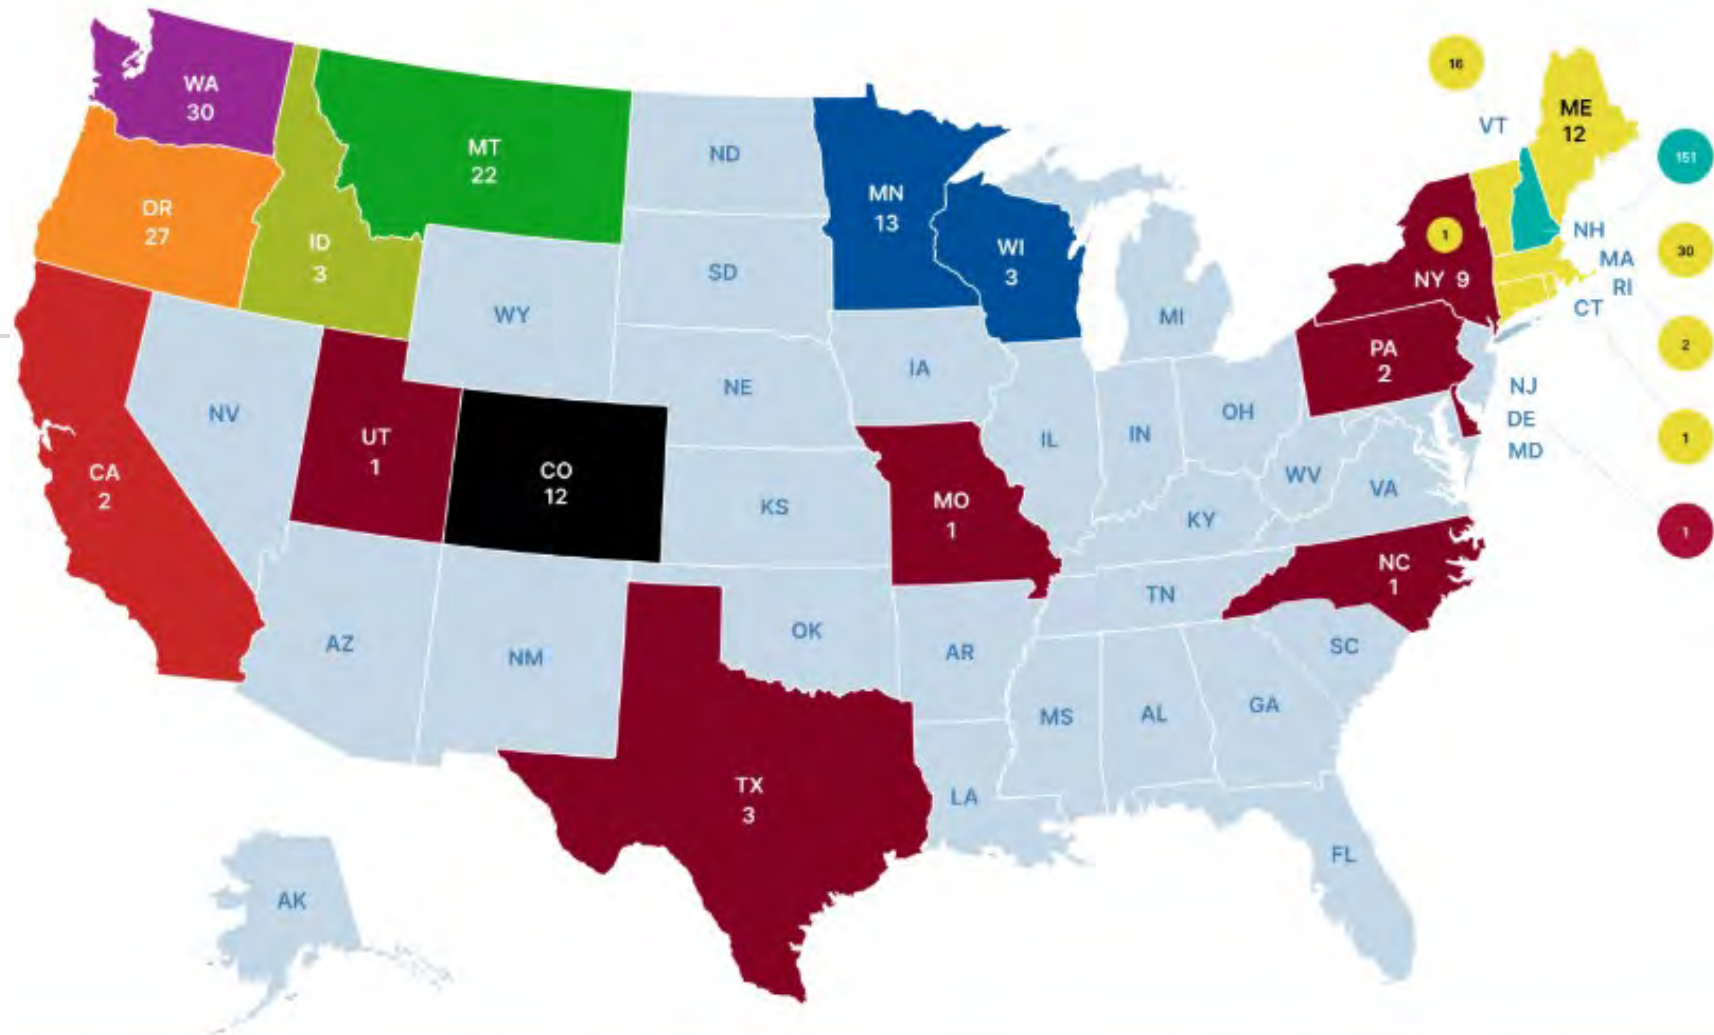 WA
30
DR
27
ID
3
MT
22
ND
SD
WY
NE
NV
UT
1
CO
12
CA
2
KS
AZ
NM
OK
TX
3
MN
13
WI
3
IA
MI
IL
IN
OH
MO
1
KY
WV
VA
TN
NC
1
SC
AR
MS
AL
GA
LA
FL
AK
16
VT
ME
12
151
1
NY 9
NH
MA
RI
CT
30
PA
2
2
NJ
DE
MD
1
1